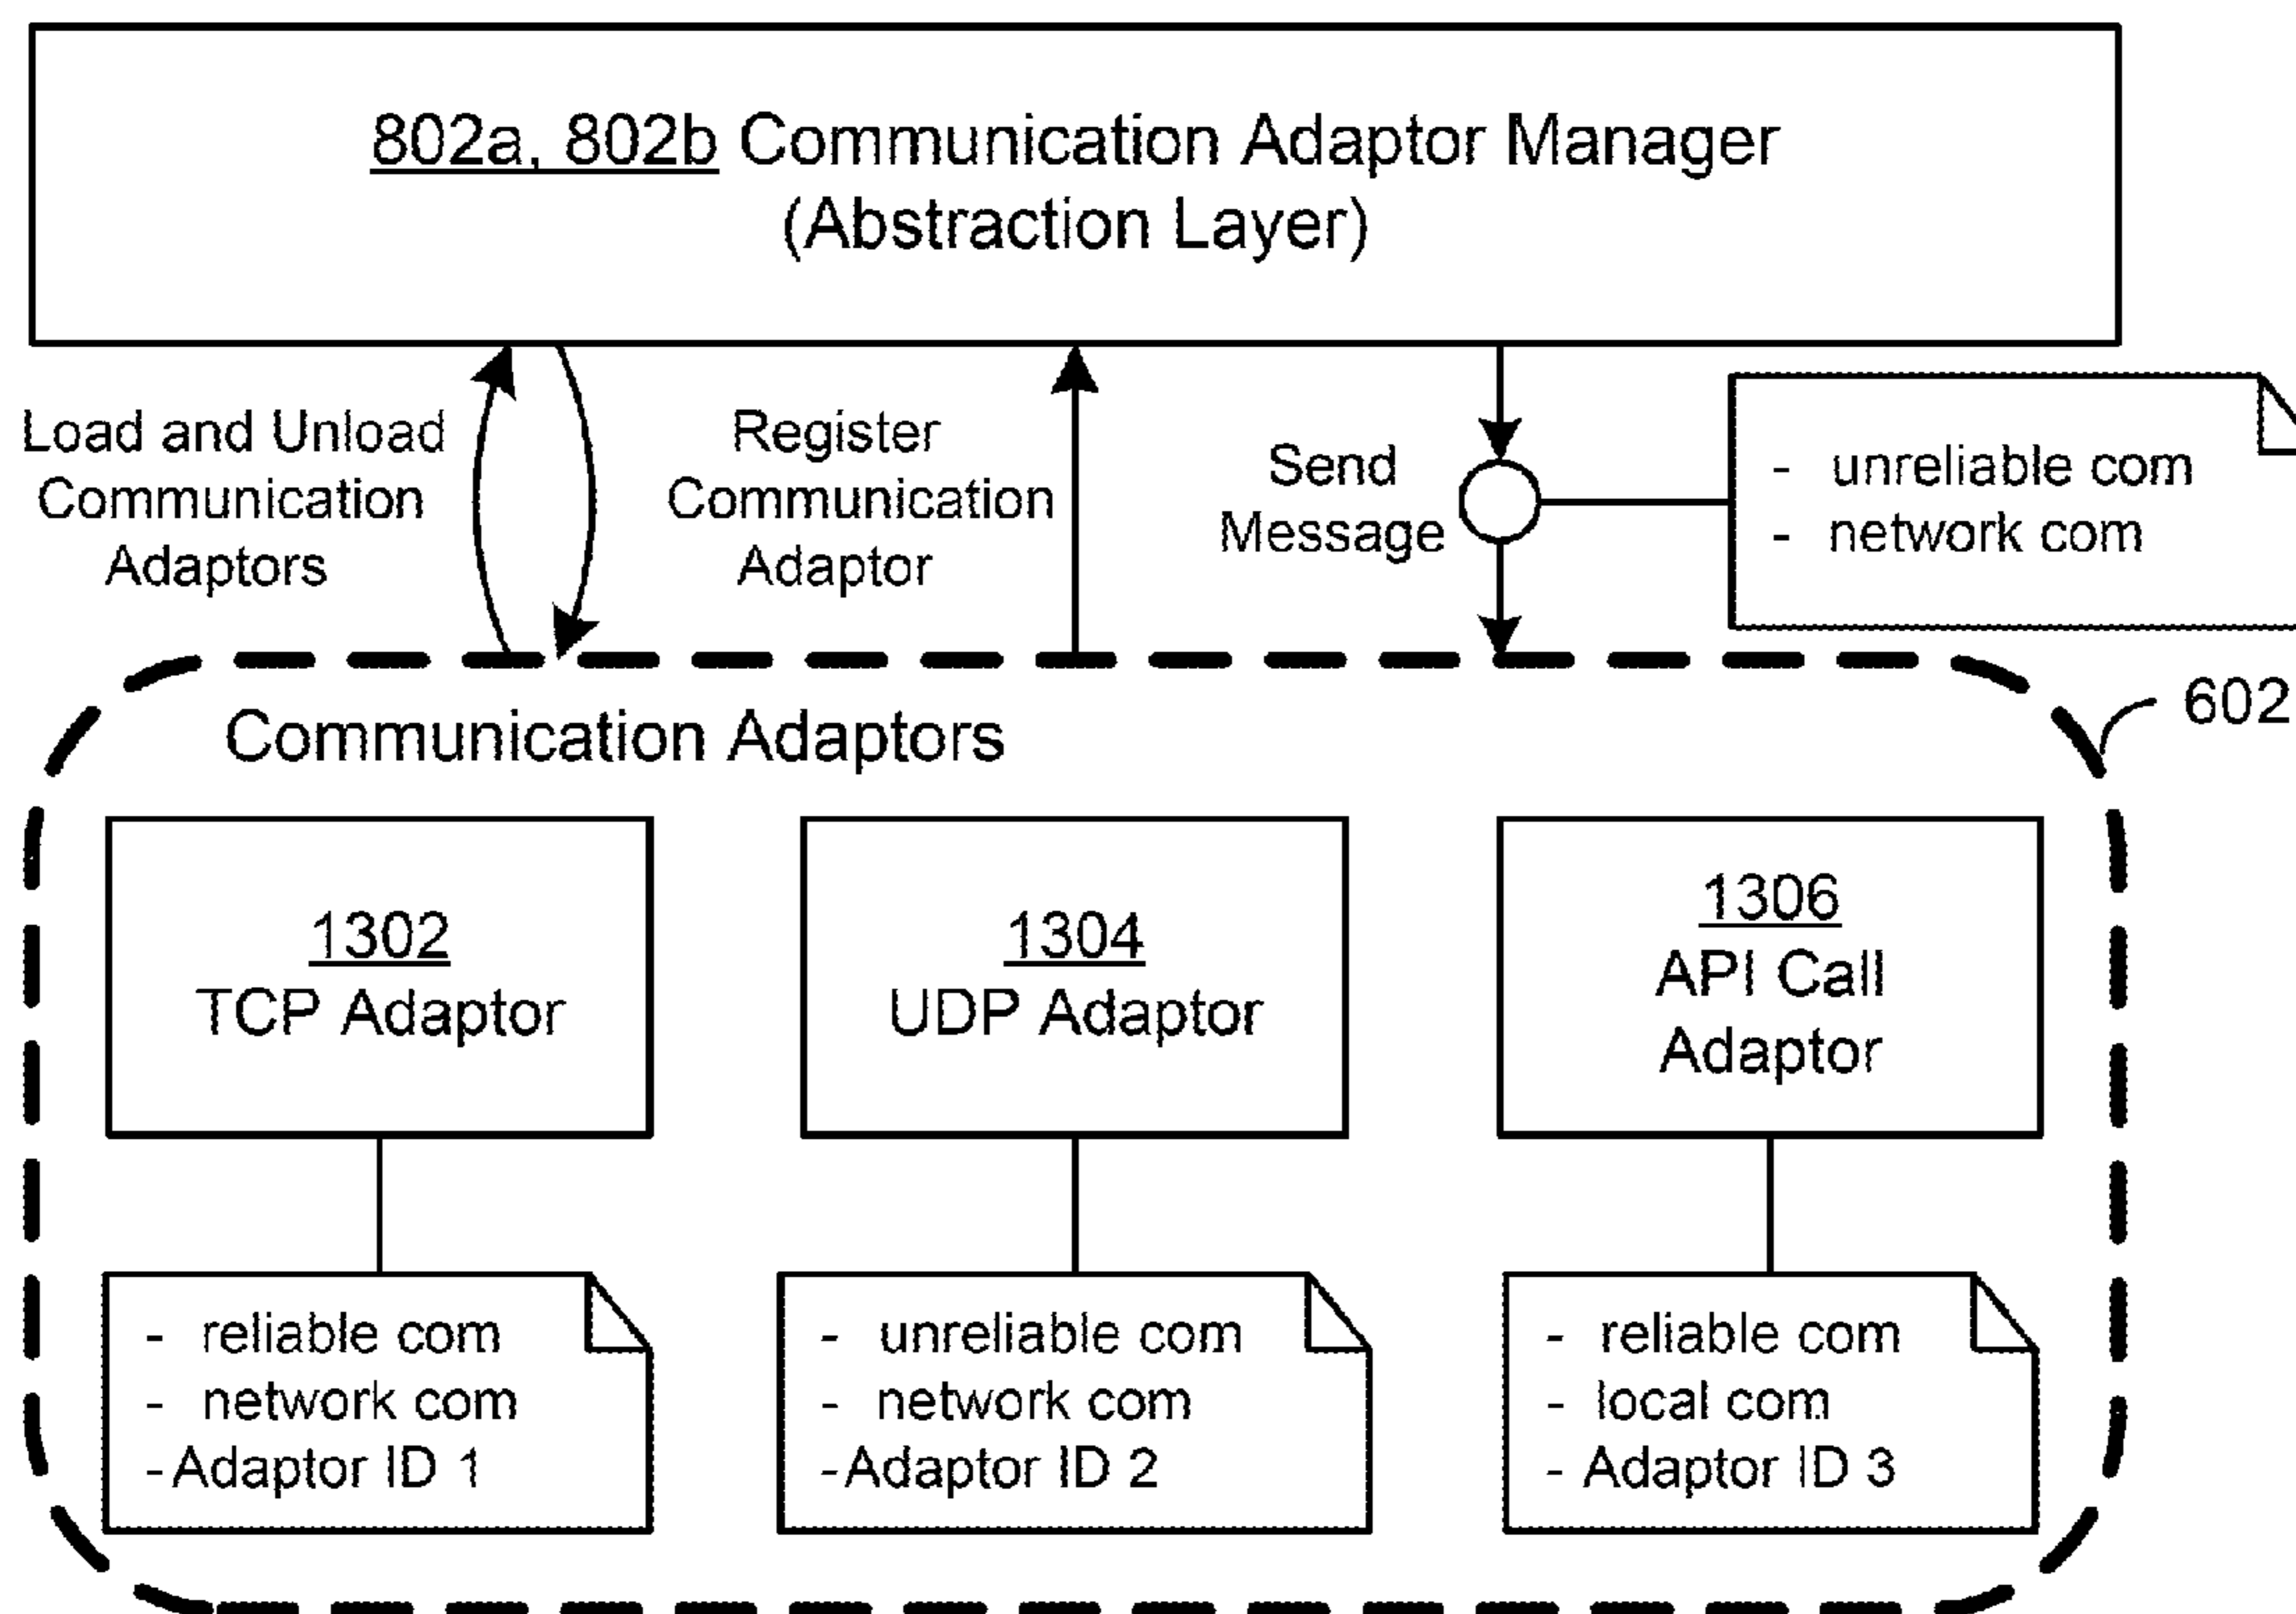 802a, 802b Communication Adaptor Manager
(Abstraction Layer)
Load and Unload
Communication
Adaptors
Register
Communication
Adaptor
Send
Message
- unreliable com
- network com
602
Communication Adaptors
1302
TCP Adaptor
1304
UDP Adaptor
1306
API Call
Adaptor
- reliable com
- network com
- Adaptor ID 1
- unreliable com
- network com
- Adaptor ID 2
- reliable com
- local com
- Adaptor ID 3